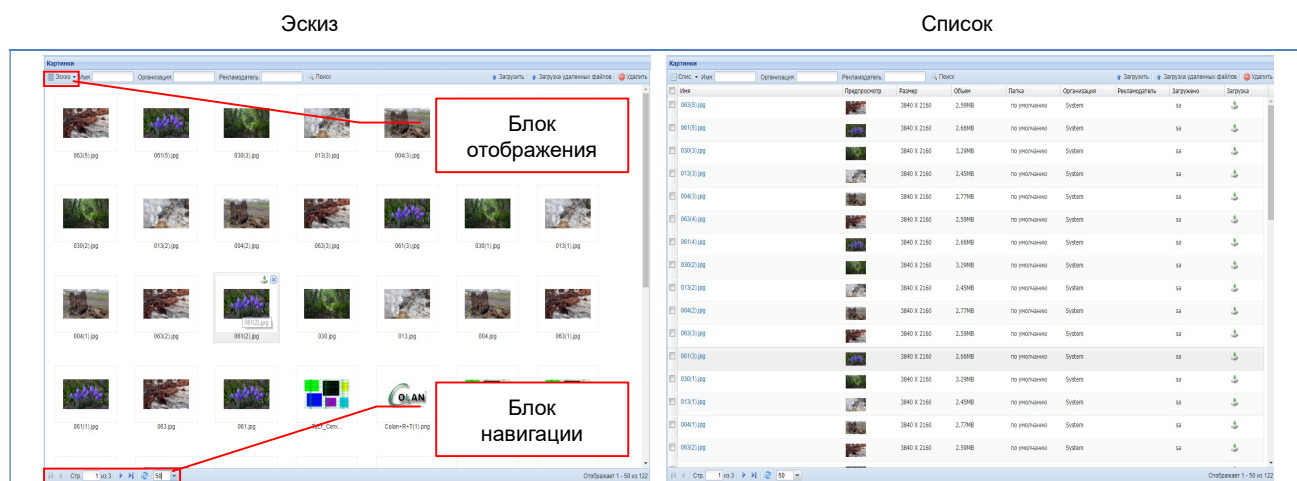 Эскиз
Список
Картинки
Эскиз Имя: Организация: Рекламодатель: Поиск Загрузить Загрузка удаленных файлов Удалить
Блок
отображения
063(5).jpg 061(5).jpg 030(3).jpg 013(3).jpg 004(3).jpg
030(2).jpg 013(2).jpg 004(2).jpg 063(3).jpg 061(3).jpg 030(1).jpg 013(1).jpg
061(2).jpg
004(1).jpg 063(2).jpg 061(2).jpg 030.jpg 013.jpg 004.jpg 063(1).jpg
COLAN
Блок
навигации
061(1).jpg 063.jpg 061.jpg Colan+R+T(1).png
Стр. 1 из 3 50 Отображает 1 - 50 из 122
Картинки
Спис. Имя: Организация: Рекламодатель: Поиск Загрузить Загрузка удаленных файлов Удалить
Имя Предпросмотр Размер Объем Папка Организация Рекламодатель Загружено Загрузка
063(5).jpg 3840 X 2160 2.59MB по умолчанию System sa
061(5).jpg 3840 X 2160 2.66MB по умолчанию System sa
030(3).jpg 3840 X 2160 3.29MB по умолчанию System sa
013(3).jpg 3840 X 2160 2.45MB по умолчанию System sa
004(3).jpg 3840 X 2160 2.77MB по умолчанию System sa
063(4).jpg 3840 X 2160 2.59MB по умолчанию System sa
061(4).jpg 3840 X 2160 2.66MB по умолчанию System sa
030(2).jpg 3840 X 2160 3.29MB по умолчанию System sa
013(2).jpg 3840 X 2160 2.45MB по умолчанию System sa
004(2).jpg 3840 X 2160 2.77MB по умолчанию System sa
063(3).jpg 3840 X 2160 2.59MB по умолчанию System sa
061(3).jpg 3840 X 2160 2.66MB по умолчанию System sa
030(1).jpg 3840 X 2160 3.29MB по умолчанию System sa
013(1).jpg 3840 X 2160 2.45MB по умолчанию System sa
004(1).jpg 3840 X 2160 2.77MB по умолчанию System sa
063(2).jpg 3840 X 2160 2.59MB по умолчанию System sa
Стр. 1 из 3 50 Отображает 1 - 50 из 122